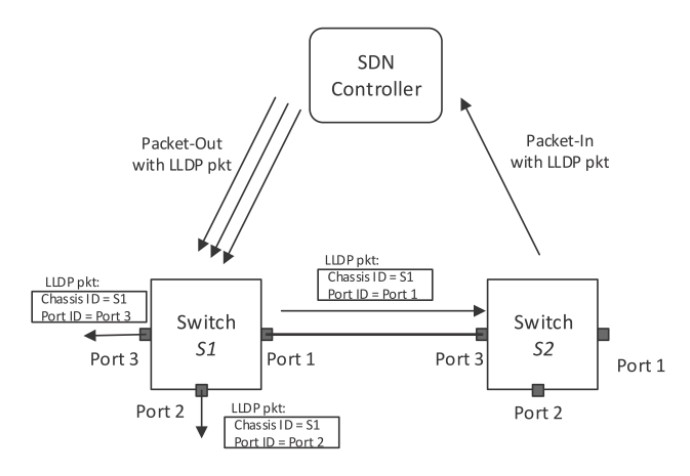 SDN
Controller
Packet-Out
with LLDP pkt
Packet-In
with LLDP pkt
LLDP pkt:
Chassis ID = S1
Port ID = Port 1
LLDP pkt:
Chassis ID = S1
Port ID = Port 3
Switch
S1
Switch
S2
Port 3
Port 1
Port 3
Port 1
Port 2
LLDP pkt:
Chassis ID = S1
Port ID = Port 2
Port 2